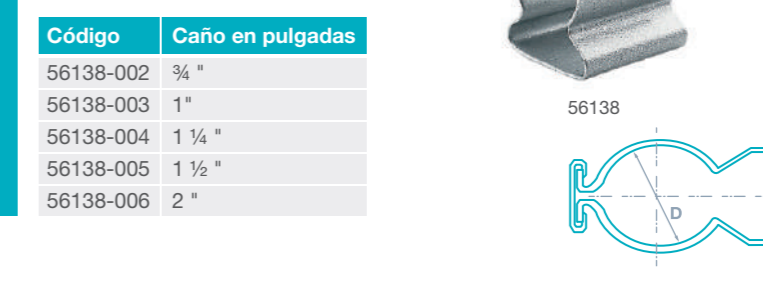 Código Caño en pulgadas
56138-002 ¾ "
56138-003 1"
56138-004 1 ¼ "
56138-005 1 ½ "
56138-006 2 "
56138
D